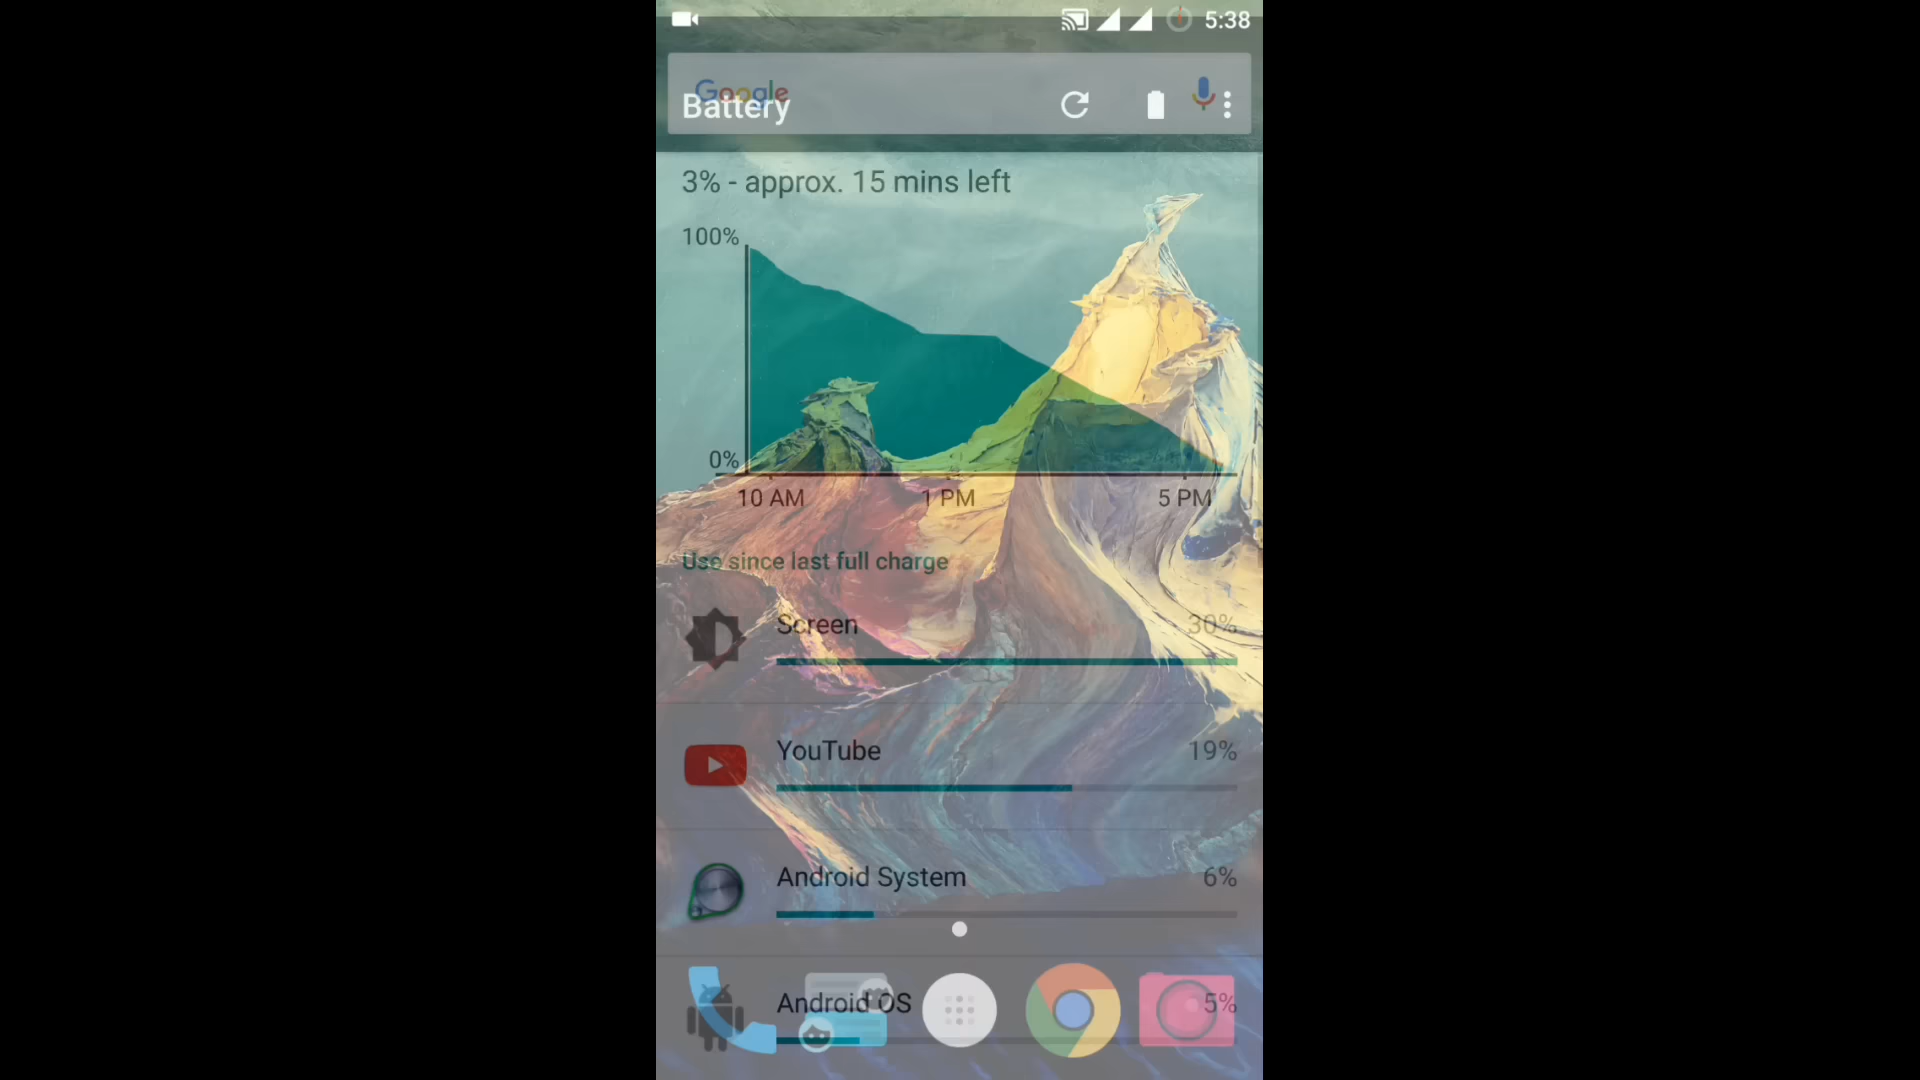 5:38
Google
Battery
3% - approx. 15 mins left
100%
0%
10 AM 1 PM 5 PM
Use since last full charge
Screen 30%
YouTube 19%
Android System 6%
Android OS 5%